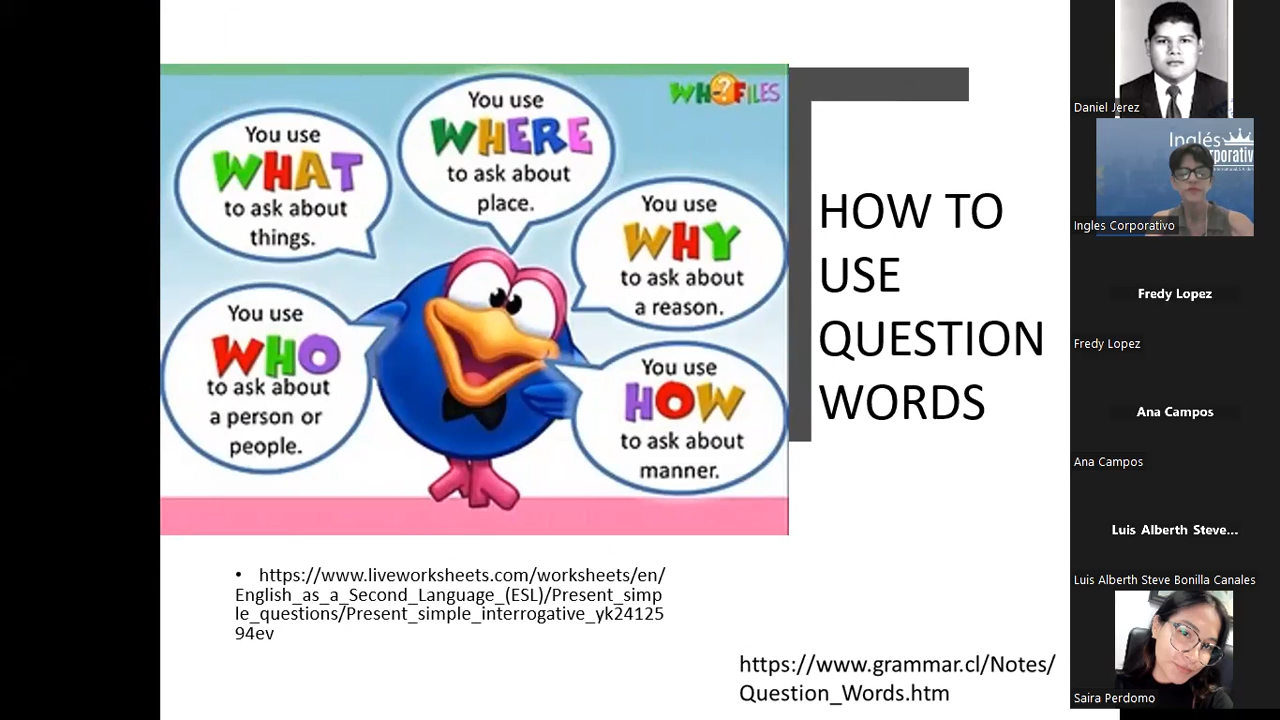 WH?FILES
You use
WHAT
to ask about
things.
You use
WHERE
to ask about
place.
You use
WHY
to ask about
a reason.
You use
WHO
to ask about
a person or
people.
You use
HOW
to ask about
manner.
HOW TO
USE
QUESTION
WORDS
• https://www.liveworksheets.com/worksheets/en/
English_as_a_Second_Language_(ESL)/Present_simp
le_questions/Present_simple_interrogative_yk24125
94ev
https://www.grammar.cl/Notes/
Question_Words.htm
Daniel Jerez
Inglés
Ingles Corporativo
Fredy Lopez
Fredy Lopez
Ana Campos
Ana Campos
Luis Alberth Steve...
Luis Alberth Steve Bonilla Canales
Saira Perdomo